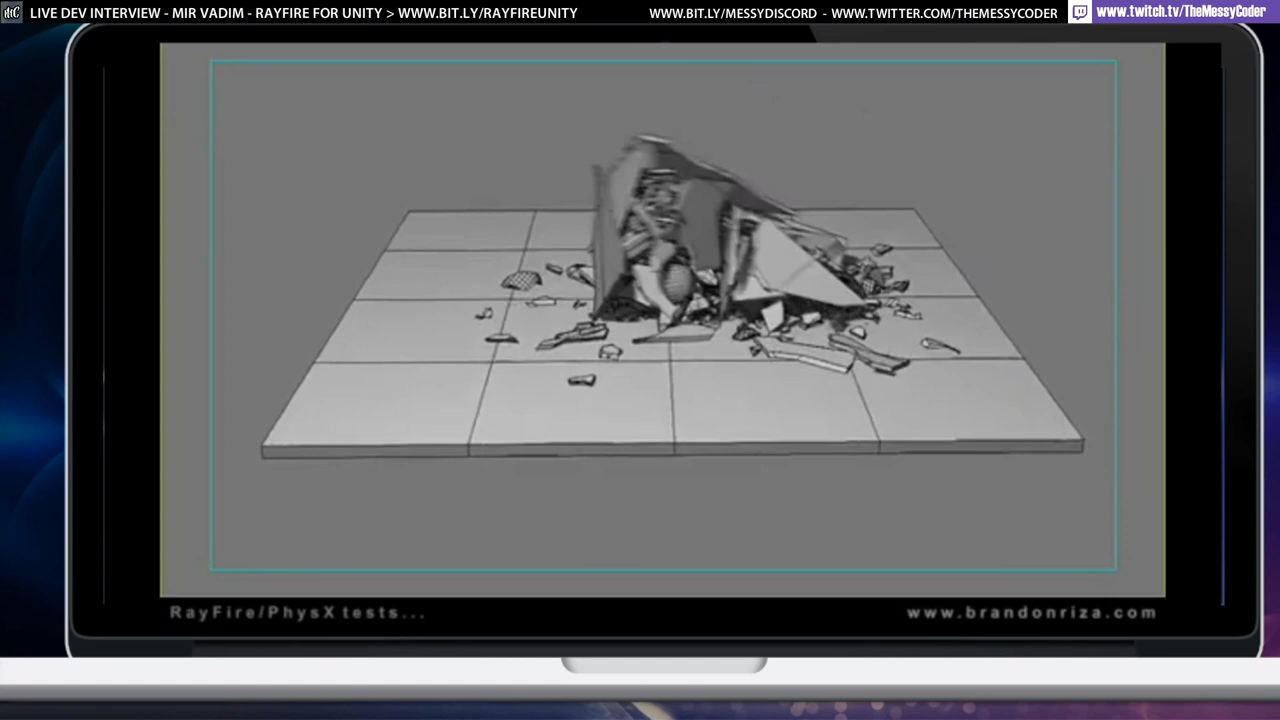 LIVE DEV INTERVIEW - MIR VADIM - RAYFIRE FOR UNITY > WWW.BIT.LY/RAYFIREUNITY
WWW.BIT.LY/MESSYDISCORD - WWW.TWITTER.COM/THEMESSYCODER
www.twitch.tv/TheMessyCoder
RayFire/PhysX tests...
www.brandonriza.com